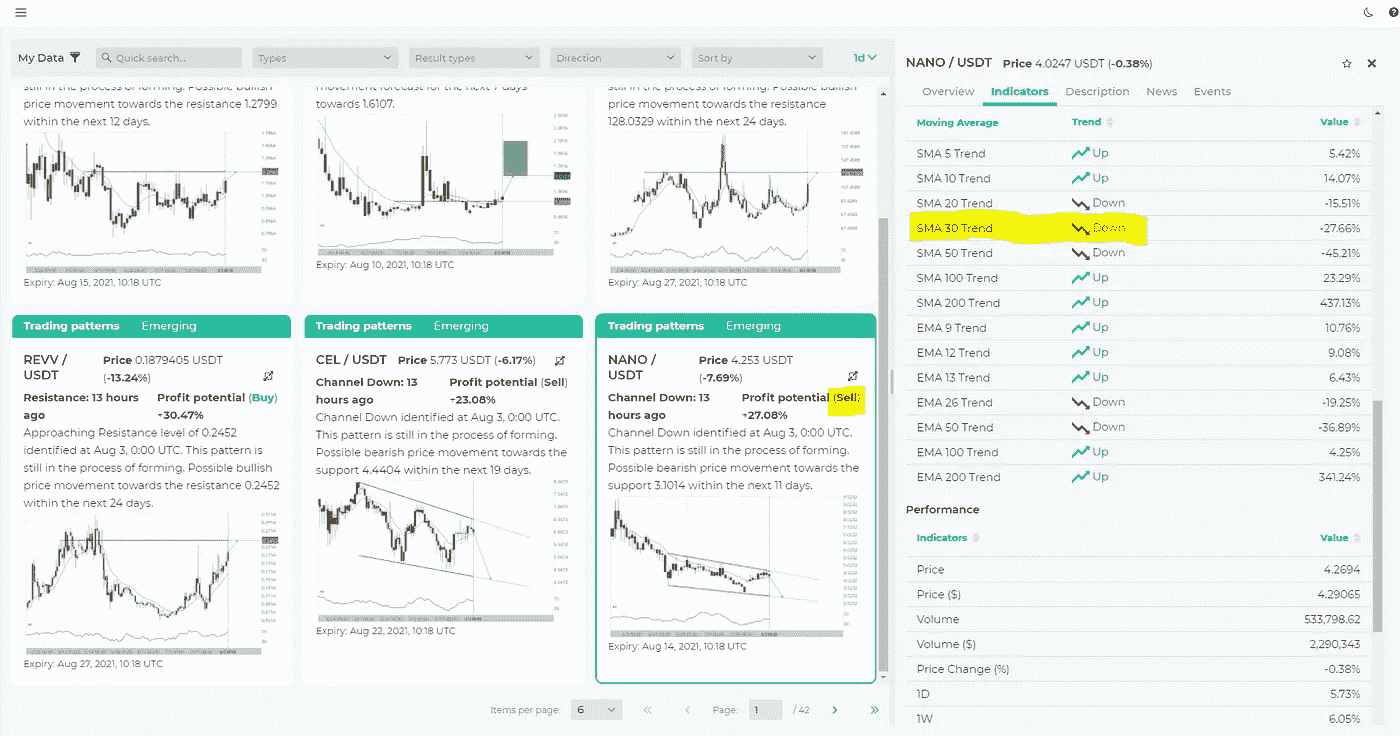 My Data
Quick search...
Types
Result types
Direction
Sort by
1d
price movement towards the resistance 1.2799
within the next 12 days.
Expiry: Aug 15, 2021, 10:18 UTC
movement forecast for the next 7 days
towards 1.6107.
Expiry: Aug 10, 2021, 10:18 UTC
still in the process of forming. Possible bullish
price movement towards the resistance
128.0329 within the next 24 days.
Expiry: Aug 27, 2021, 10:18 UTC
Trading patterns Emerging
REVV / USDT
Price 0.1879405 USDT
(-13.24%)
Resistance: 13 hours ago
Profit potential (Buy)
+30.47%
Approaching Resistance level of 0.2452
identified at Aug 3, 0:00 UTC. This pattern is
still in the process of forming. Possible bullish
price movement towards the resistance 0.2452
within the next 24 days.
Expiry: Aug 27, 2021, 10:18 UTC
Trading patterns Emerging
CEL / USDT Price 5.773 USDT (-6.17%)
Channel Down: 13 hours ago
Profit potential (Sell)
+23.08%
Channel Down identified at Aug 3, 0:00 UTC.
This pattern is still in the process of forming.
Possible bearish price movement towards the
support 4.4404 within the next 19 days.
Expiry: Aug 22, 2021, 10:18 UTC
Trading patterns Emerging
NANO / USDT
Price 4.253 USDT
(-7.69%)
Channel Down: 13 hours ago
Profit potential (Sell)
+27.08%
Channel Down identified at Aug 3, 0:00 UTC.
This pattern is still in the process of forming.
Possible bearish price movement towards the
support 3.1014 within the next 11 days.
Expiry: Aug 14, 2021, 10:18 UTC
Items per page: 6 Page: 1 / 42
NANO / USDT Price 4.0247 USDT (-0.38%)
Overview Indicators Description News Events
Moving Average Trend Value
SMA 5 Trend Up 5.42%
SMA 10 Trend Up 14.07%
SMA 20 Trend Down -15.51%
SMA 30 Trend Down -27.66%
SMA 50 Trend Down -45.21%
SMA 100 Trend Up 23.29%
SMA 200 Trend Up 437.13%
EMA 9 Trend Up 10.76%
EMA 12 Trend Up 9.08%
EMA 13 Trend Up 6.43%
EMA 26 Trend Down -19.25%
EMA 50 Trend Down -36.89%
EMA 100 Trend Up 4.25%
EMA 200 Trend Up 341.24%
Performance
Indicators Value
Price 4.2694
Price ($) 4.29065
Volume 533,798.62
Volume ($) 2,290,343
Price Change (%) -0.38%
1D 5.73%
1W 6.05%